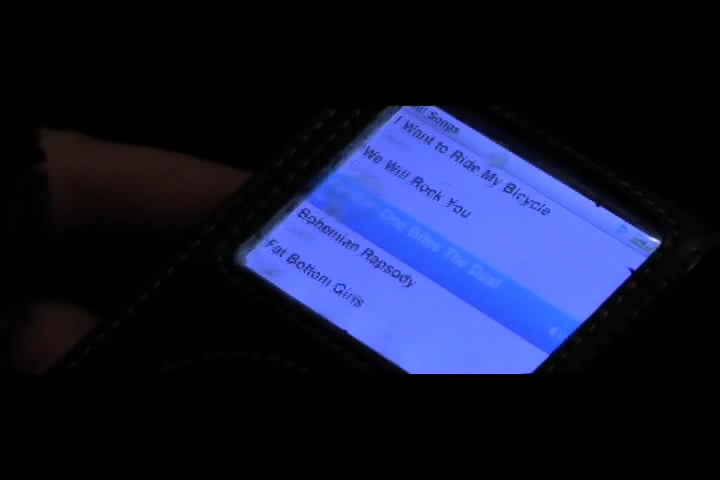 Songs
I Want to Ride My Bicycle
We Will Rock You
One Bites The Dust
Bohemian Rapsody
Fat Bottom Girls